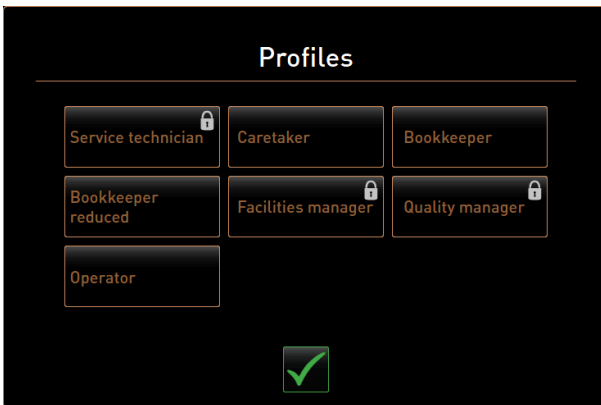 Profiles
Service technician
Caretaker
Bookkeeper
Bookkeeper
reduced
Facilities manager
Quality manager
Operator